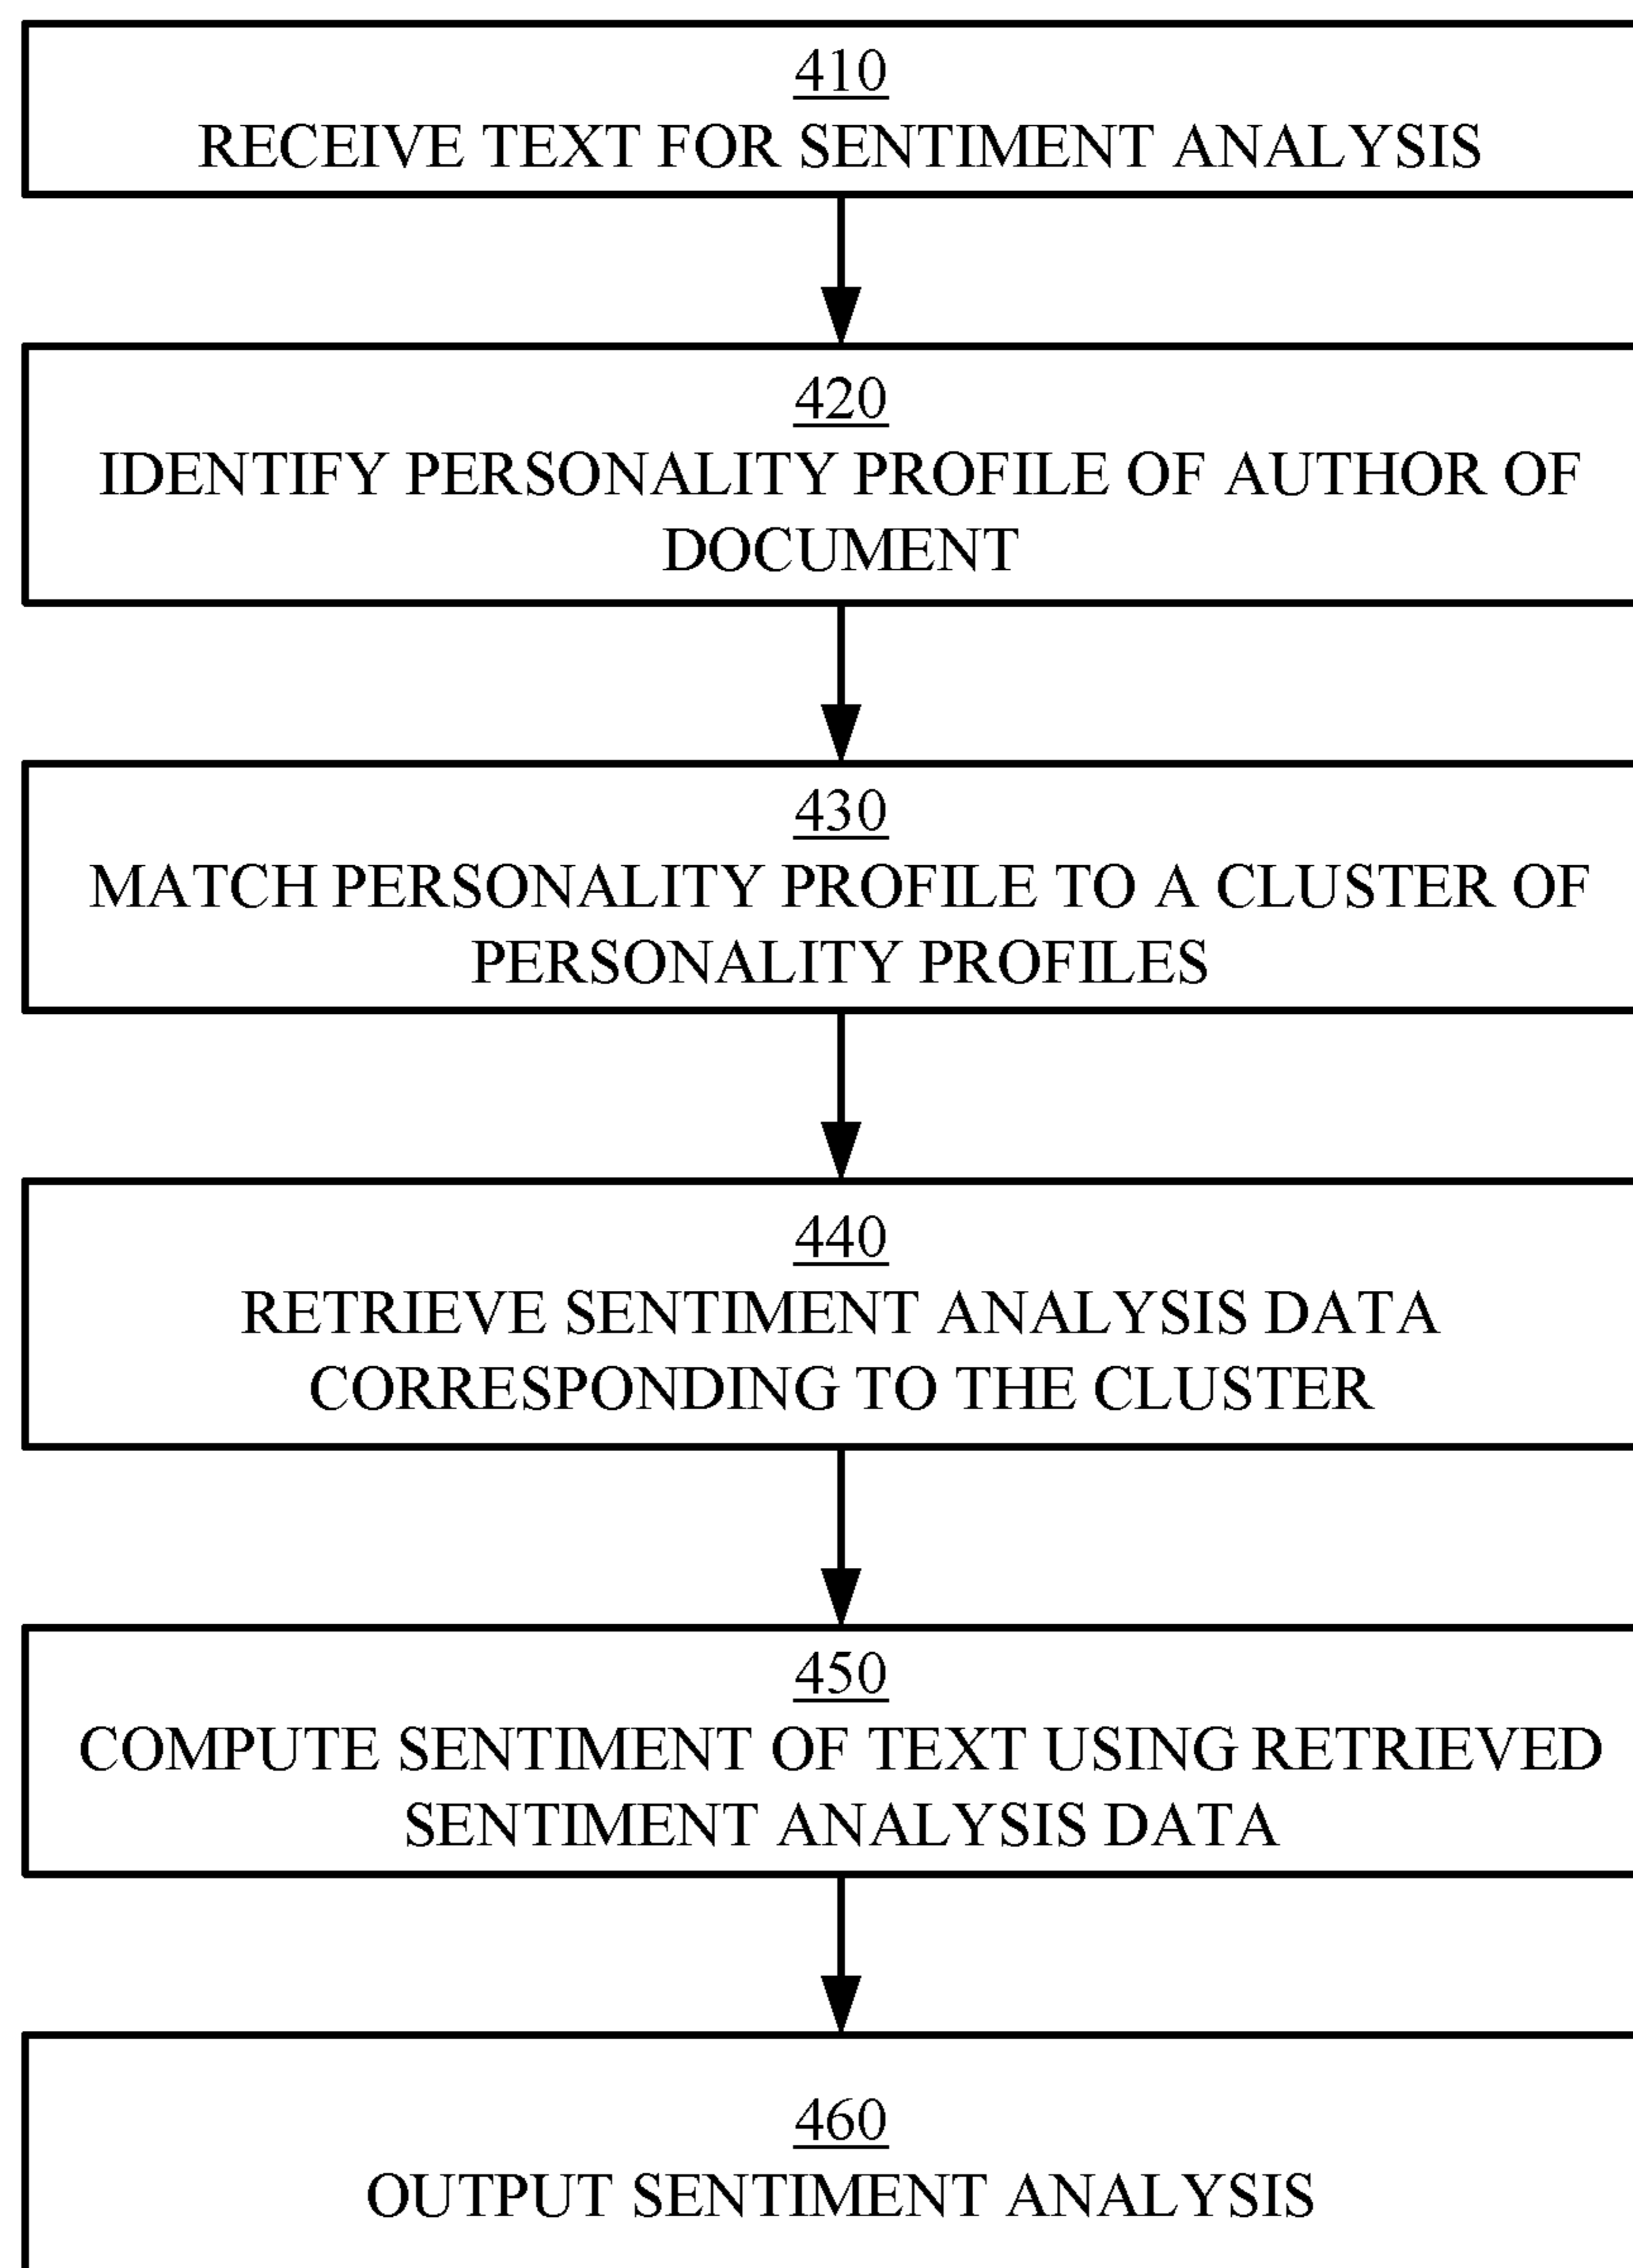 410
RECEIVE TEXT FOR SENTIMENT ANALYSIS
420
IDENTIFY PERSONALITY PROFILE OF AUTHOR OF
DOCUMENT
430
MATCH PERSONALITY PROFILE TO A CLUSTER OF
PERSONALITY PROFILES
440
RETRIEVE SENTIMENT ANALYSIS DATA
CORRESPONDING TO THE CLUSTER
450
COMPUTE SENTIMENT OF TEXT USING RETRIEVED
SENTIMENT ANALYSIS DATA
460
OUTPUT SENTIMENT ANALYSIS